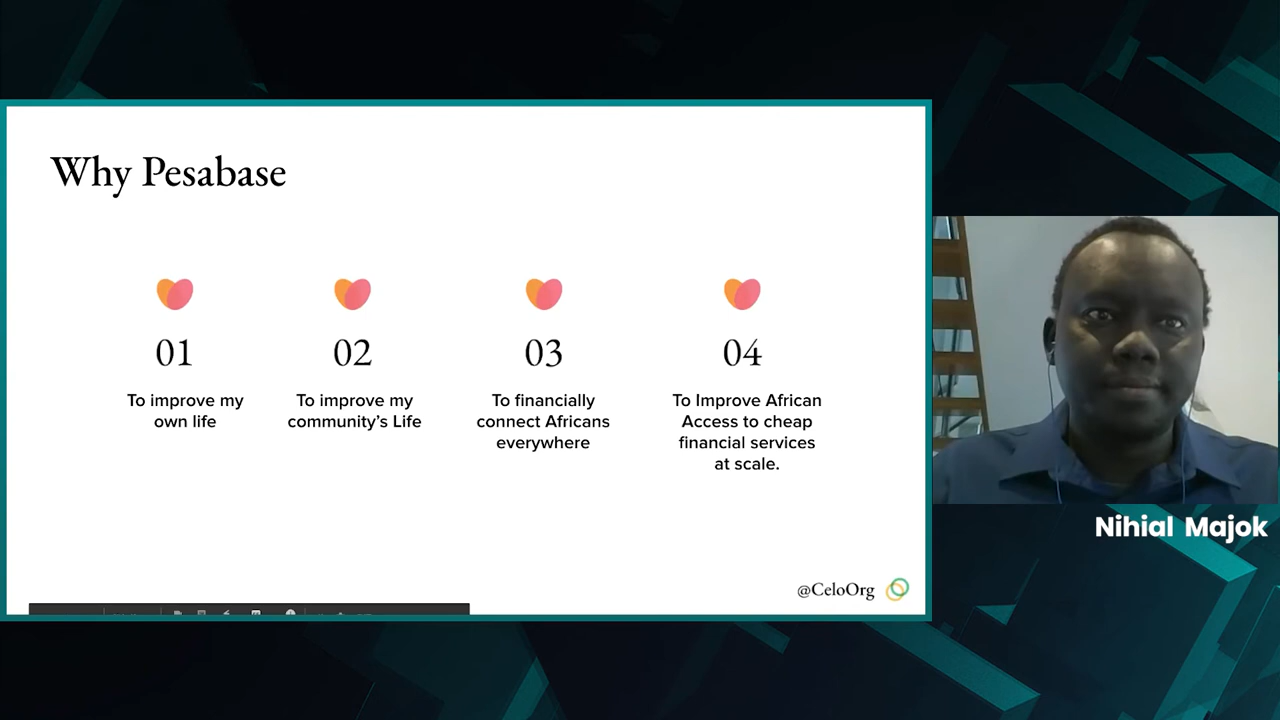 Why Pesabase
01
To improve my
own life
02
To improve my
community's Life
03
To financially
connect Africans
everywhere
04
To Improve African
Access to cheap
financial services
at scale.
@CeloOrg
Nihial Majok